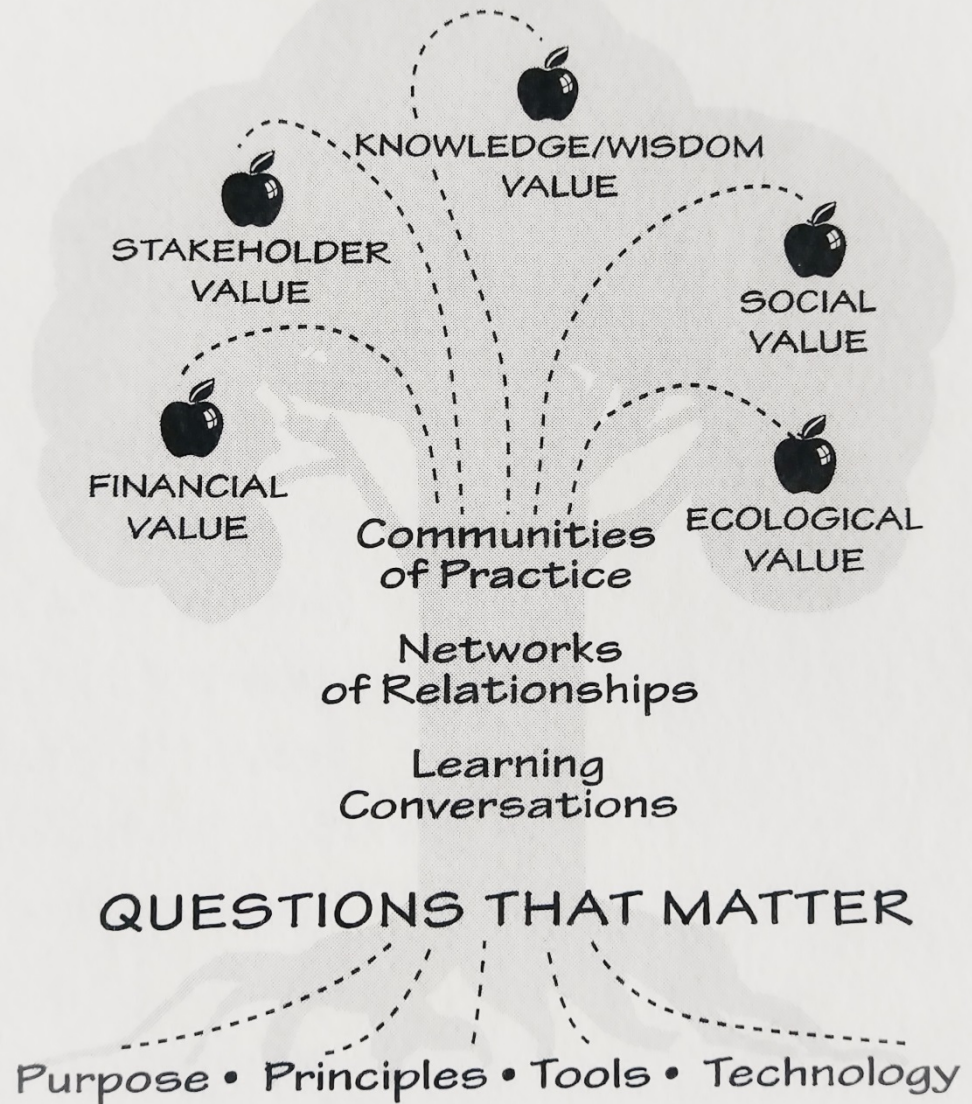 KNOWLEDGE/WISDOM
VALUE
STAKEHOLDER
VALUE
SOCIAL
VALUE
FINANCIAL
VALUE
ECOLOGICAL
VALUE
Communities
of Practice
Networks
of Relationships
Learning
Conversations
QUESTIONS THAT MATTER
Purpose • Principles • Tools • Technology